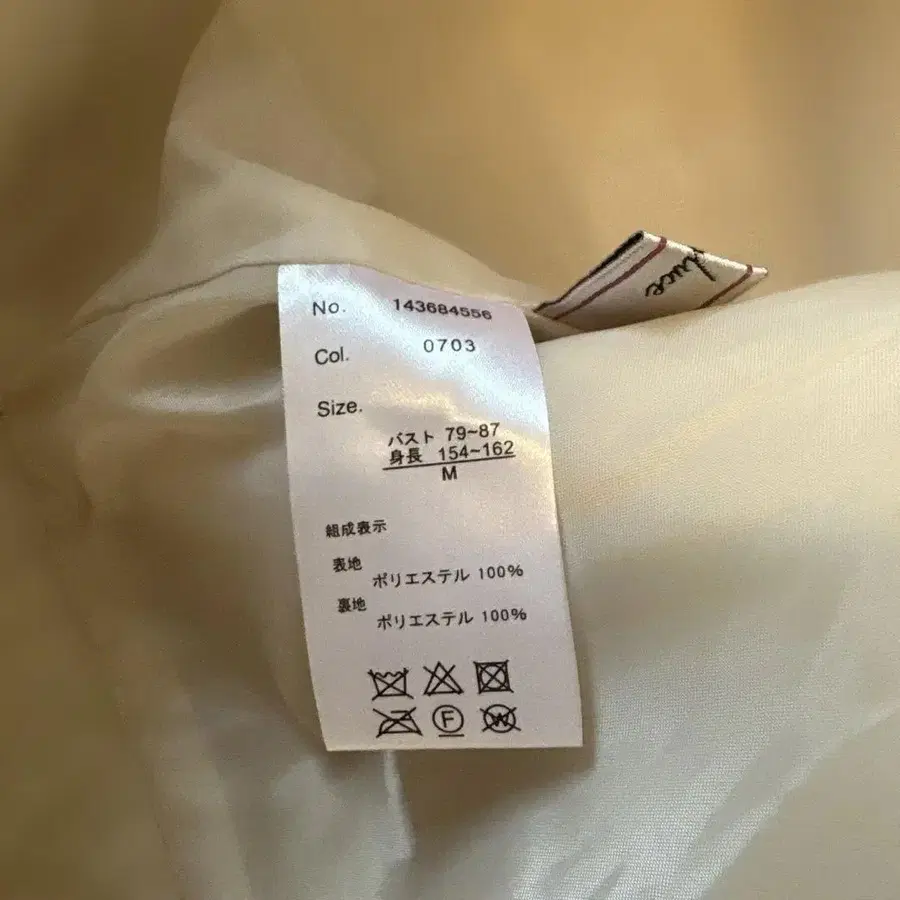 No. 143684556
Col. 0703
Size.
バスト 79~87
身長 154~162
M
組成表示
表地
ポリエステル 100%
裏地
ポリエステル 100%
F
W